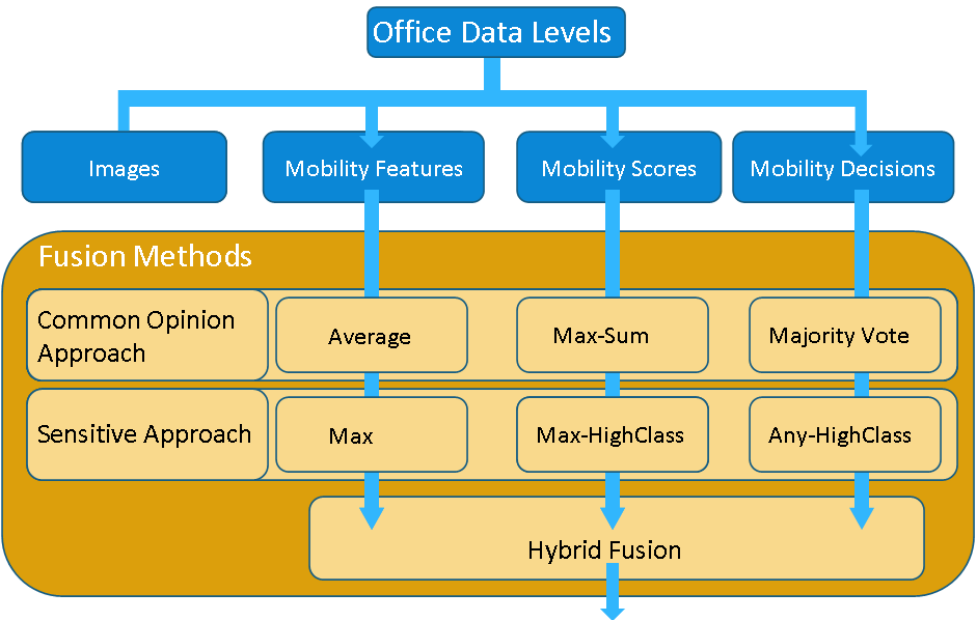 Office Data Levels
Images
Mobility Features
Mobility Scores
Mobility Decisions
Fusion Methods
Common Opinion
Approach
Average
Max-Sum
Majority Vote
Sensitive Approach
Max
Max-HighClass
Any-HighClass
Hybrid Fusion